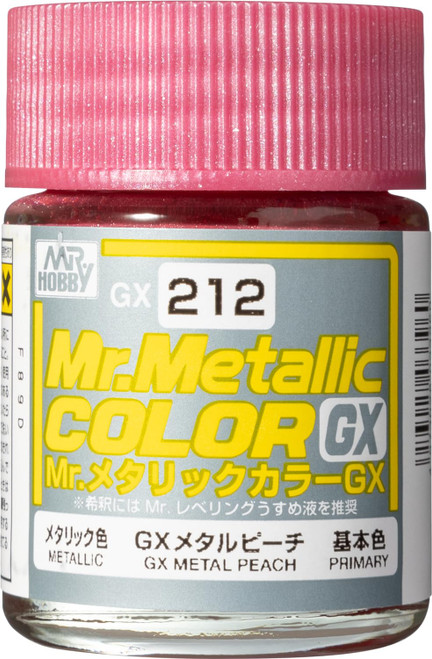 MR
HOBBY
GX 212
Mr.Metallic
COLOR GX
Mr.メタリックカラーGX
※希釈には Mr. レベリングうすめ液を推奨
メタリック色 GXメタルピーチ 基本色
METALLIC GX METAL PEACH PRIMARY
F89D